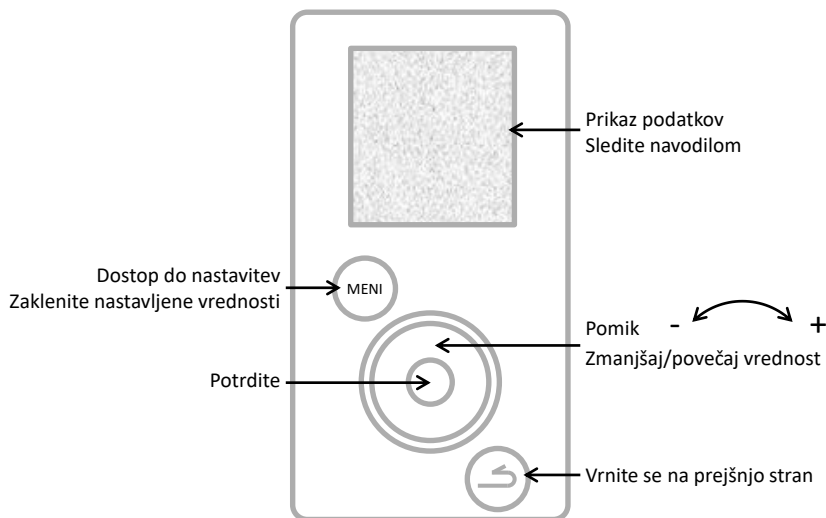 Prikaz podatkov
Sledite navodilom
Dostop do nastavitev
Zaklenite nastavljene vrednosti
MENI
Pomik - +
Zmanjšaj/povečaj vrednost
Potrdite
Vrnite se na prejšnjo stran